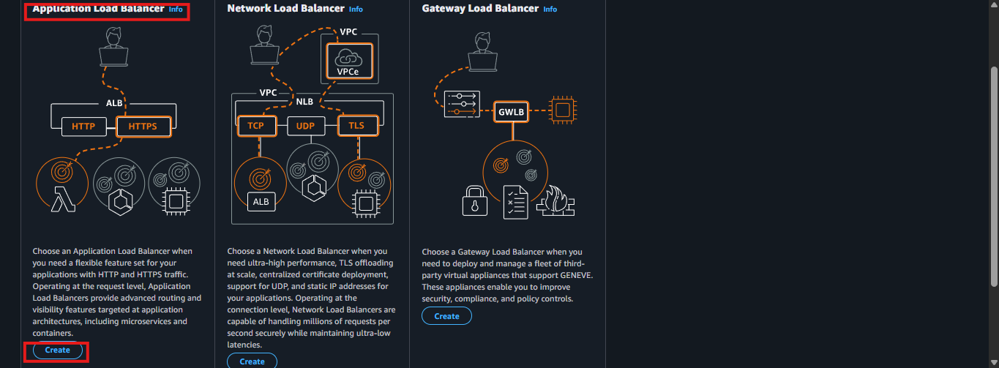 Application Load Balancer Info
ALB
HTTP
HTTPS
Choose an Application Load Balancer when
you need a flexible feature set for your
applications with HTTP and HTTPS traffic.
Operating at the request level, Application
Load Balancers provide advanced routing and
visibility features targeted at application
architectures, including microservices and
containers.
Create
Network Load Balancer Info
VPC
VPCe
VPC
NLB
TCP
UDP
TLS
ALB
Choose a Network Load Balancer when you
need ultra-high performance, TLS offloading
at scale, centralized certificate deployment,
support for UDP, and static IP addresses for
your applications. Operating at the
connection level, Network Load Balancers are
capable of handling millions of requests per
second securely while maintaining ultra-low
latencies.
Create
Gateway Load Balancer Info
GWLB
Choose a Gateway Load Balancer when you
need to deploy and manage a fleet of third-
party virtual appliances that support GENEVE.
These appliances enable you to improve
security, compliance, and policy controls.
Create